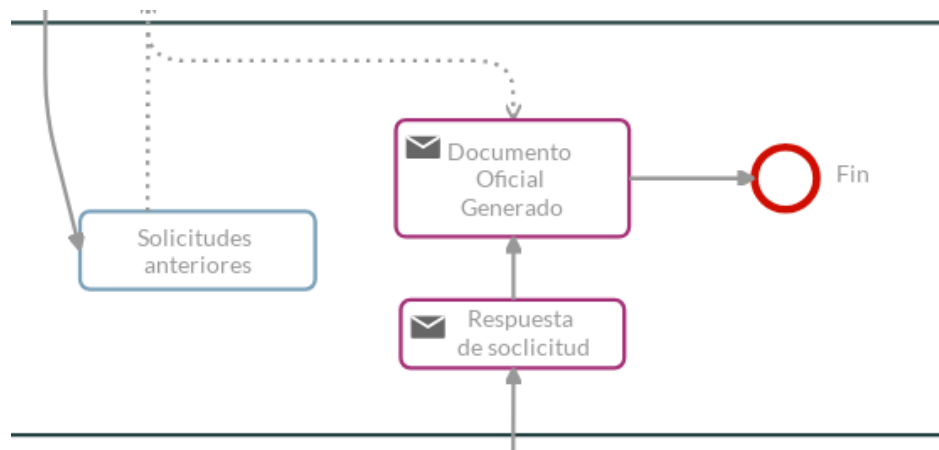 Documento
Oficial
Generado
Fin
Solicitudes
anteriores
Respuesta
de soclicitud